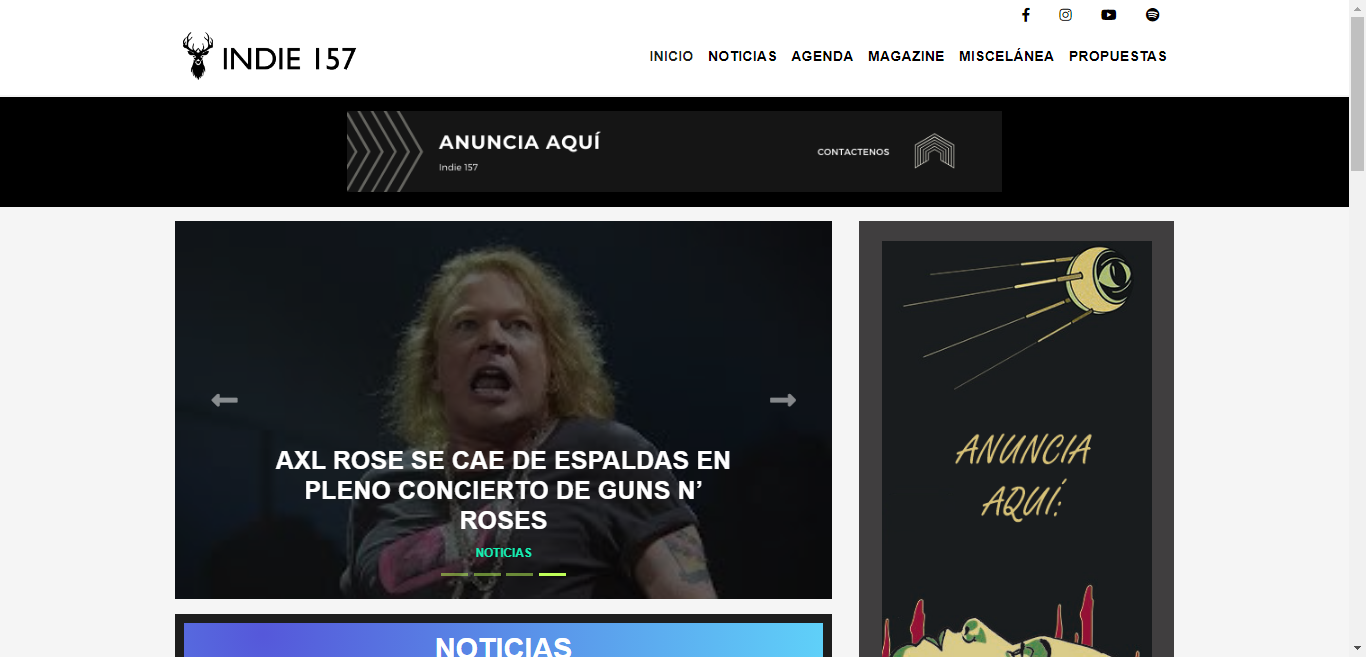 INDIE 157
INICIO NOTICIAS AGENDA MAGAZINE MISCELÁNEA PROPUESTAS
ANUNCIA AQUÍ
Indie 157
CONTACTENOS
AXL ROSE SE CAE DE ESPALDAS EN
PLENO CONCIERTO DE GUNS N’
ROSES
NOTICIAS
NOTICIAS
ANUNCIA
AQUÍ: